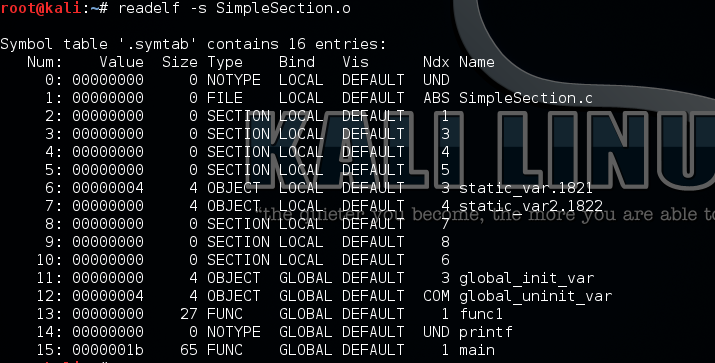 root@kali:~# readelf -s SimpleSection.o
Symbol table '.symtab' contains 16 entries:
Num: Value Size Type Bind Vis Ndx Name
0: 00000000 0 NOTYPE LOCAL DEFAULT UND
1: 00000000 0 FILE LOCAL DEFAULT ABS SimpleSection.c
2: 00000000 0 SECTION LOCAL DEFAULT 1
3: 00000000 0 SECTION LOCAL DEFAULT 3
4: 00000000 0 SECTION LOCAL DEFAULT 4
5: 00000000 0 SECTION LOCAL DEFAULT 5
6: 00000004 4 OBJECT LOCAL DEFAULT 3 static_var.1821
7: 00000000 4 OBJECT LOCAL DEFAULT 4 static_var2.1822
8: 00000000 0 SECTION LOCAL DEFAULT 7
9: 00000000 0 SECTION LOCAL DEFAULT 8
10: 00000000 0 SECTION LOCAL DEFAULT 6
11: 00000000 4 OBJECT GLOBAL DEFAULT 3 global_init_var
12: 00000004 4 OBJECT GLOBAL DEFAULT COM global_uninit_var
13: 00000000 27 FUNC GLOBAL DEFAULT 1 func1
14: 00000000 0 NOTYPE GLOBAL DEFAULT UND printf
15: 0000001b 65 FUNC GLOBAL DEFAULT 1 main
KALI LINU
"the quieter you become, the more you are able to